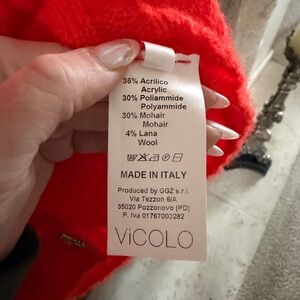 36% Acrilico
Acrylic
30% Poliammide
Polyammide
30% Mohair
Mohair
4% Lana
Wool
MADE IN ITALY
Produced by GGZ s.r.l.
Via Tezzon 6/A
35020 Pozzonovo (PD)
P. Iva 01767000282
ViCOLO